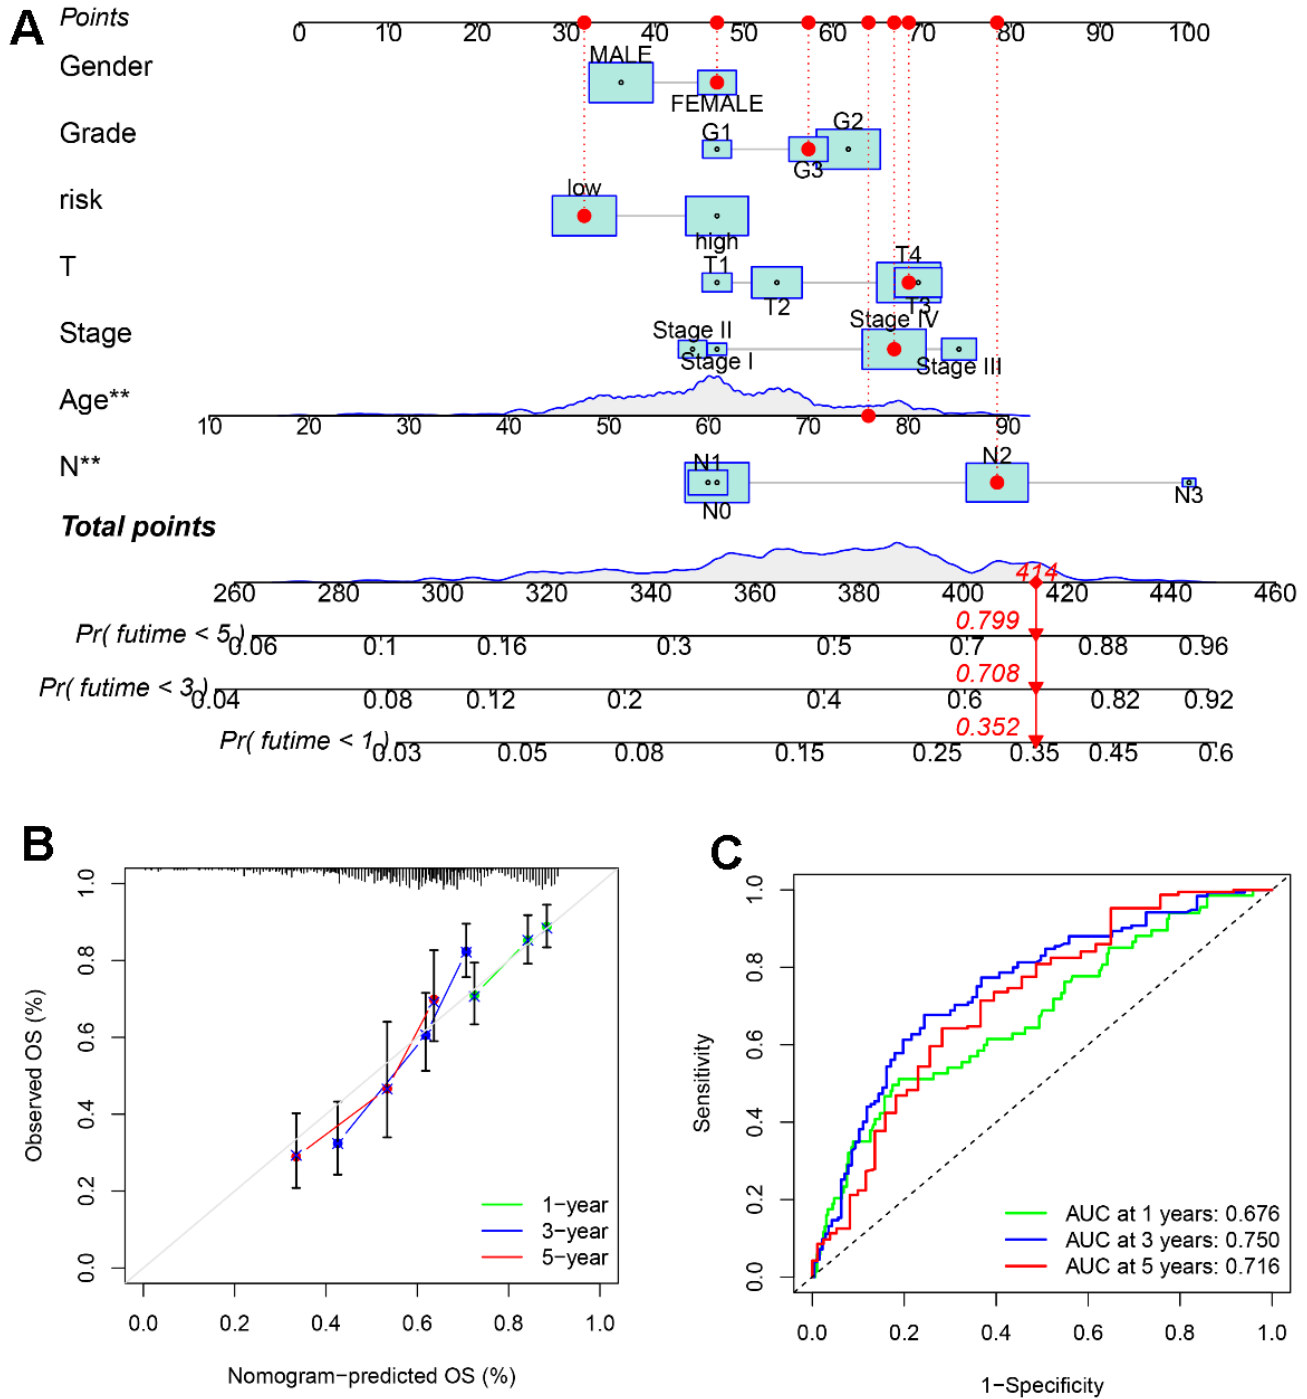 A
Points
0 10 20 30 40 50 60 70 80 90 100
Gender
MALE
FEMALE
Grade
G1
G2
G3
risk
low
high
T
T1
T2
T4
T3
Stage
Stage II
Stage I
Stage IV
Stage III
Age**
10 20 30 40 50 60 70 80 90
N**
N1
N0
N2
N3
Total points
414
260 280 300 320 340 360 380 400 420 440 460
0.799
Pr( futime < 5 )
0.06 0.1 0.16 0.3 0.5 0.7 0.88 0.96
0.708
Pr( futime < 3 )
0.04 0.08 0.12 0.2 0.4 0.6 0.82 0.92
0.352
Pr( futime < 1 )
0.03 0.05 0.08 0.15 0.25 0.35 0.45 0.6
B
Observed OS (%)
1.0
0.8
0.6
0.4
0.2
0.0
1−year
3−year
5−year
0.0 0.2 0.4 0.6 0.8 1.0
Nomogram−predicted OS (%)
C
Sensitivity
1.0
0.8
0.6
0.4
0.2
0.0
AUC at 1 years: 0.676
AUC at 3 years: 0.750
AUC at 5 years: 0.716
0.0 0.2 0.4 0.6 0.8 1.0
1−Specificity